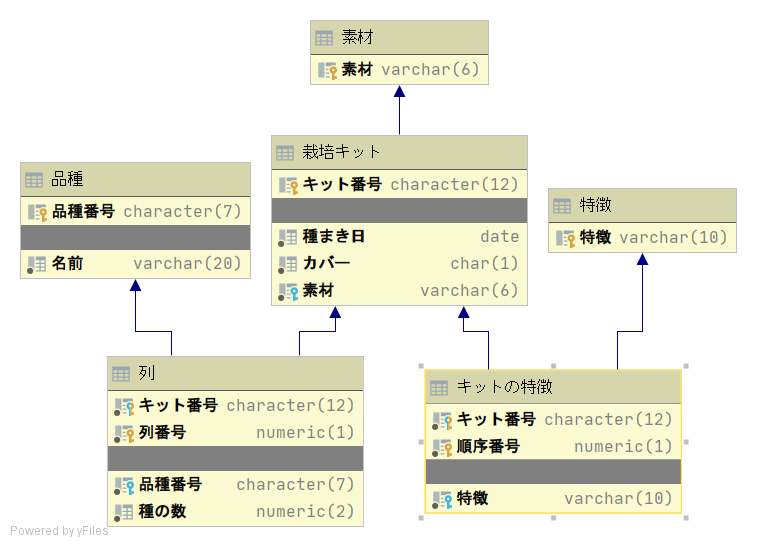 素材
素材 varchar(6)
栽培キット
キット番号 character(12)
種まき日 date
カバー char(1)
素材 varchar(6)
品種
品種番号 character(7)
名前 varchar(20)
特徴
特徴 varchar(10)
列
キット番号 character(12)
列番号 numeric(1)
品種番号 character(7)
種の数 numeric(2)
キットの特徴
キット番号 character(12)
順序番号 numeric(1)
特徴 varchar(10)
Powered by yFiles